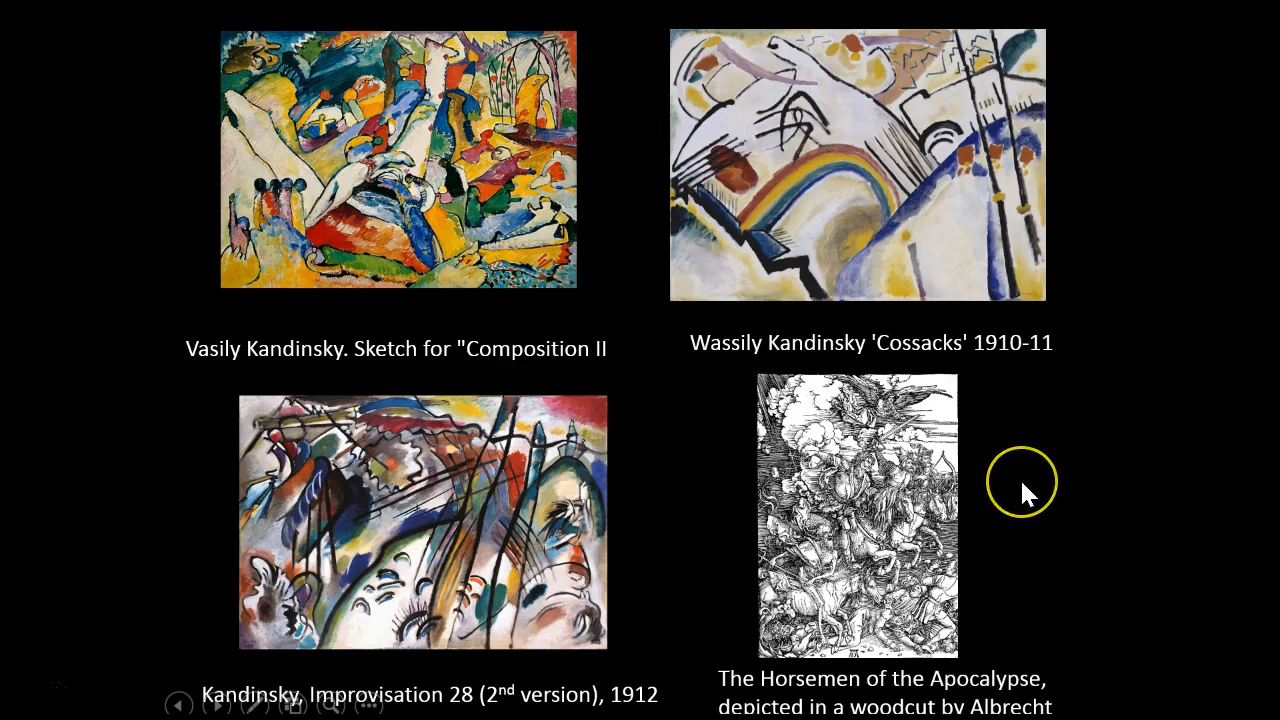 Vasily Kandinsky. Sketch for "Composition II
Wassily Kandinsky 'Cossacks' 1910-11
Kandinsky, Improvisation 28 (2nd version), 1912
The Horsemen of the Apocalypse,
depicted in a woodcut by Albrecht